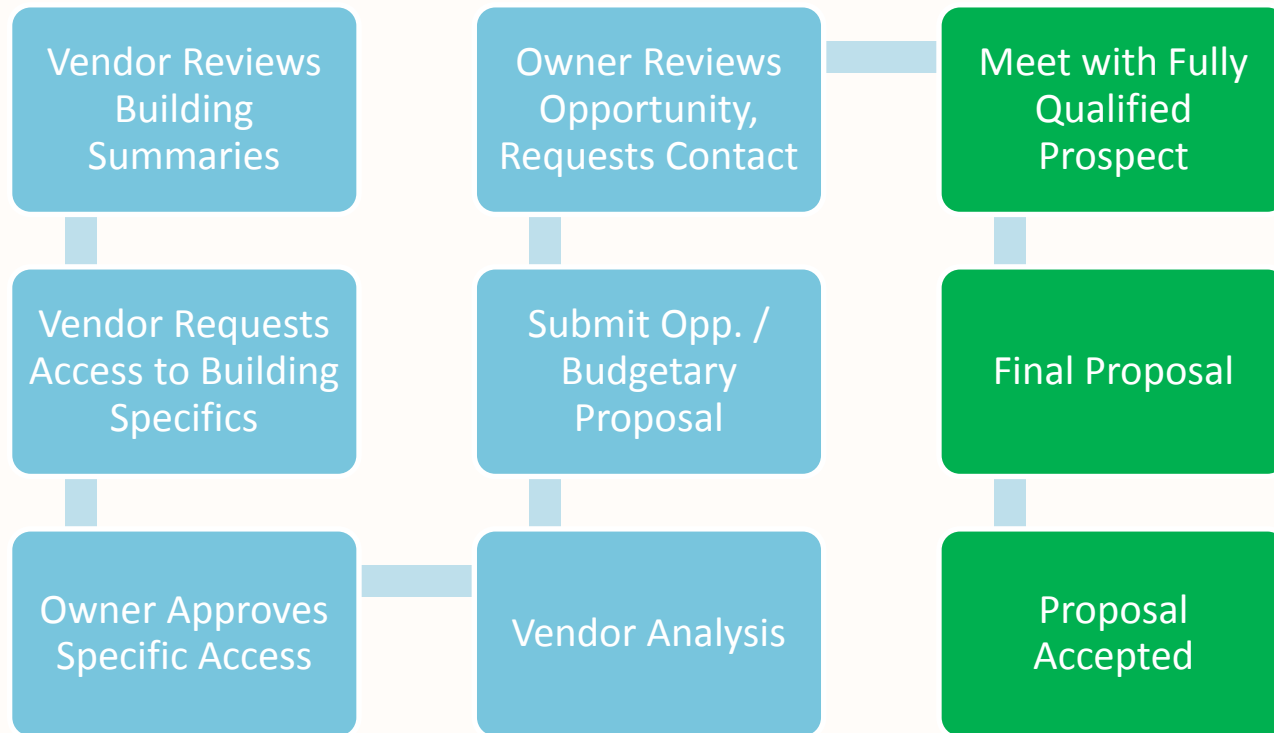 Vendor Reviews
Building
Summaries
Vendor Requests
Access to Building
Specifics
Owner Approves
Specific Access
Vendor Analysis
Submit Opp. /
Budgetary
Proposal
Owner Reviews
Opportunity,
Requests Contact
Meet with Fully
Qualified
Prospect
Final Proposal
Proposal
Accepted